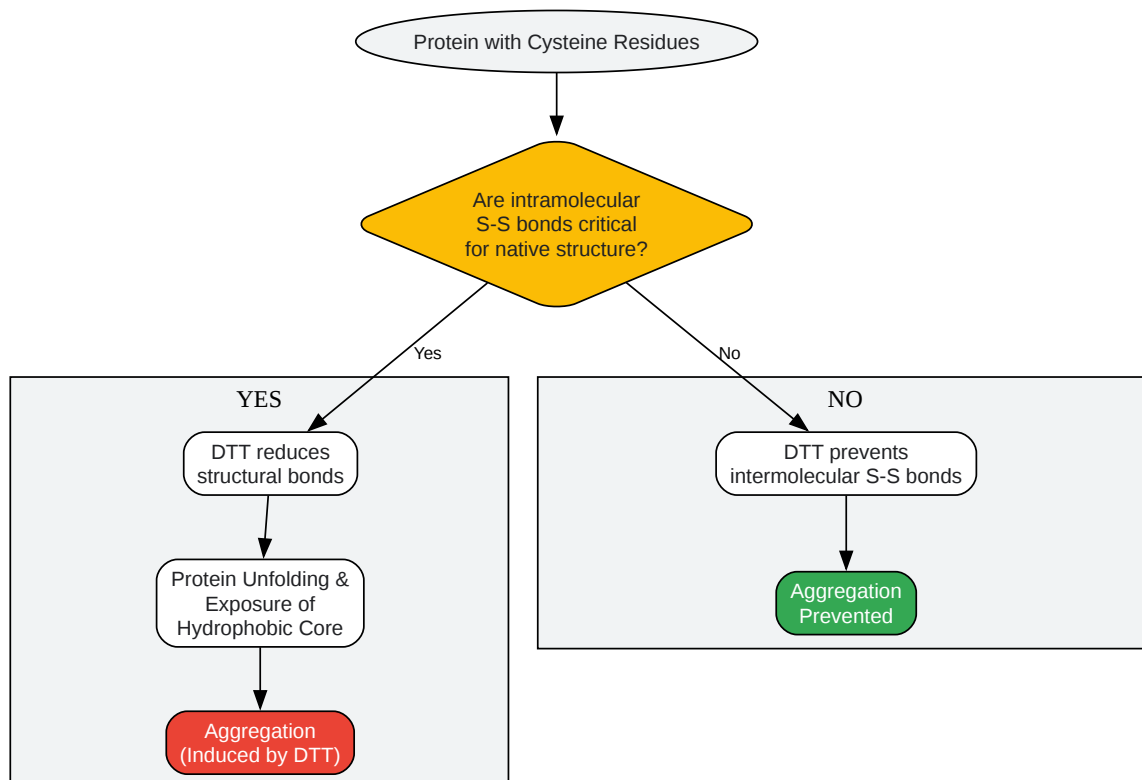 Protein with Cysteine Residues
Are intramolecular
S-S bonds critical
for native structure?
Yes
No
YES
DTT reduces
structural bonds
Protein Unfolding &
Exposure of
Hydrophobic Core
Aggregation
(Induced by DTT)
NO
DTT prevents
intermolecular S-S bonds
Aggregation
Prevented